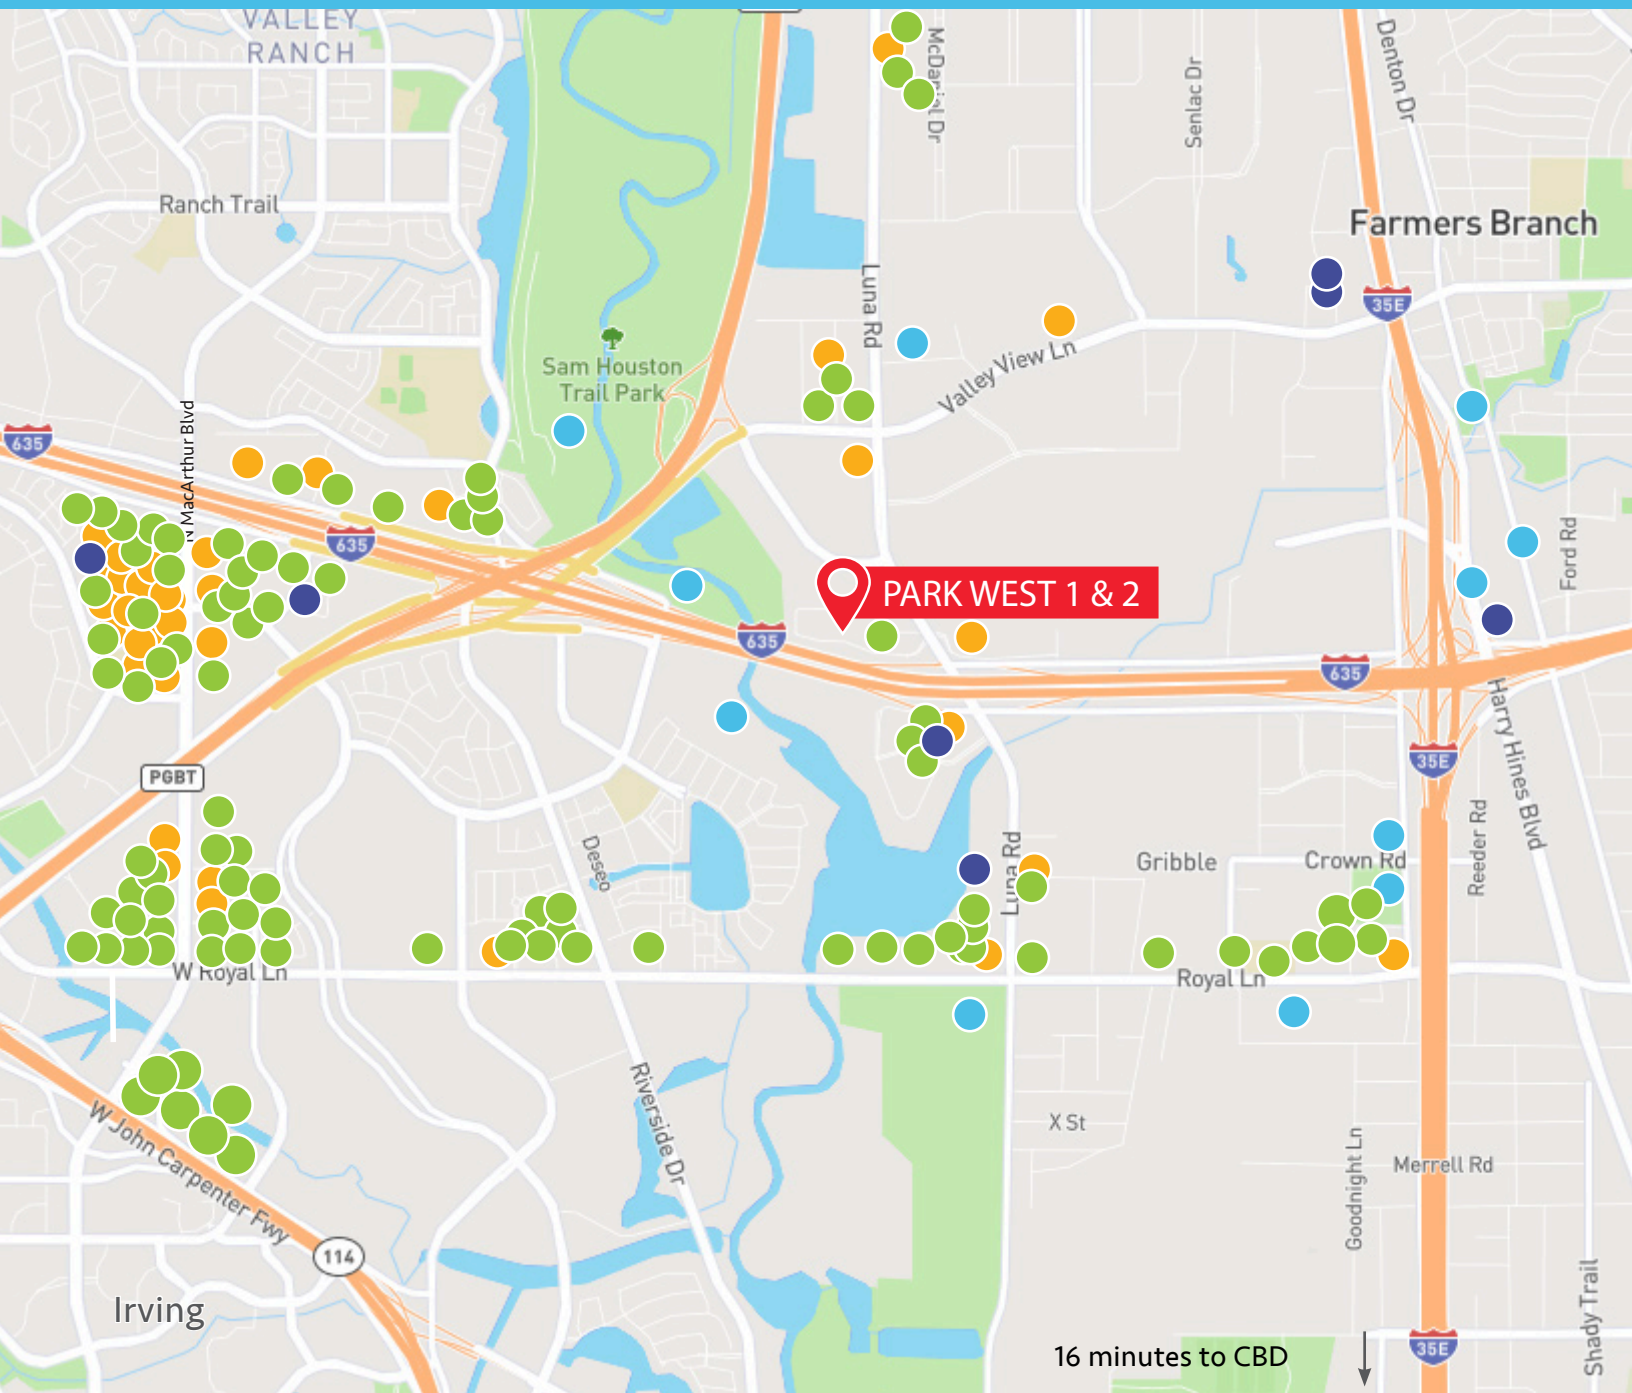 VALLEY
RANCH
McDaniel Dr
Senlac Dr
Denton Dr
Ranch Trail
Farmers Branch
35E
Luna Rd
Sam Houston
Trail Park
Valley View Ln
635
N MacArthur Blvd
635
Ford Rd
PARK WEST 1 & 2
635
635
Harry Hines Blvd
35E
PGBT
Deseo
Luna Rd
Gribble
Crown Rd
Reeder Rd
W Royal Ln
Royal Ln
Riverside Dr
X St
W John Carpenter Fwy
Goodnight Ln
Merrell Rd
114
Irving
Shady Trail
16 minutes to CBD
35E